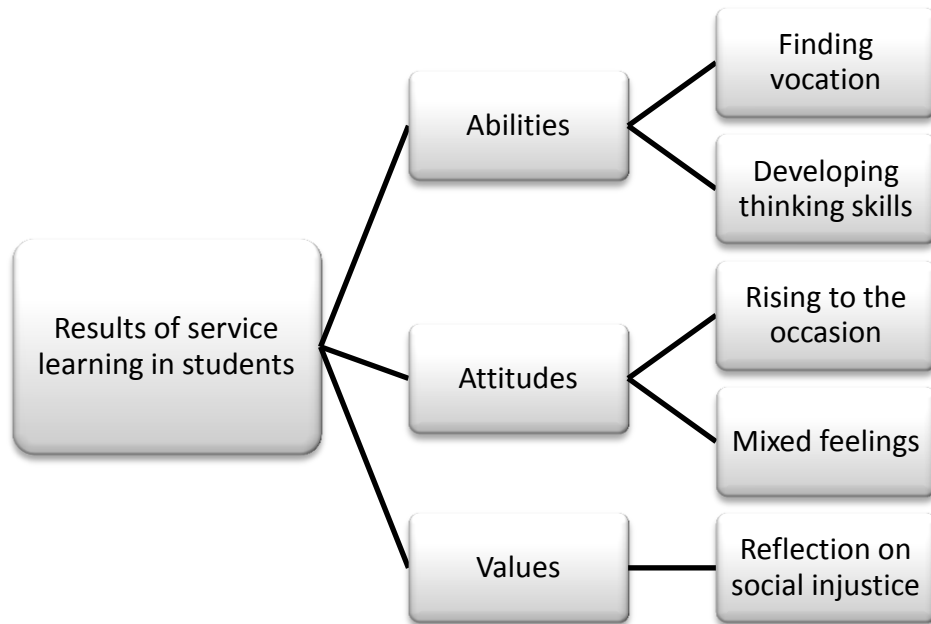 Results of service
learning in students
Abilities
Finding
vocation
Developing
thinking skills
Attitudes
Rising to the
occasion
Mixed feelings
Values
Reflection on
social injustice